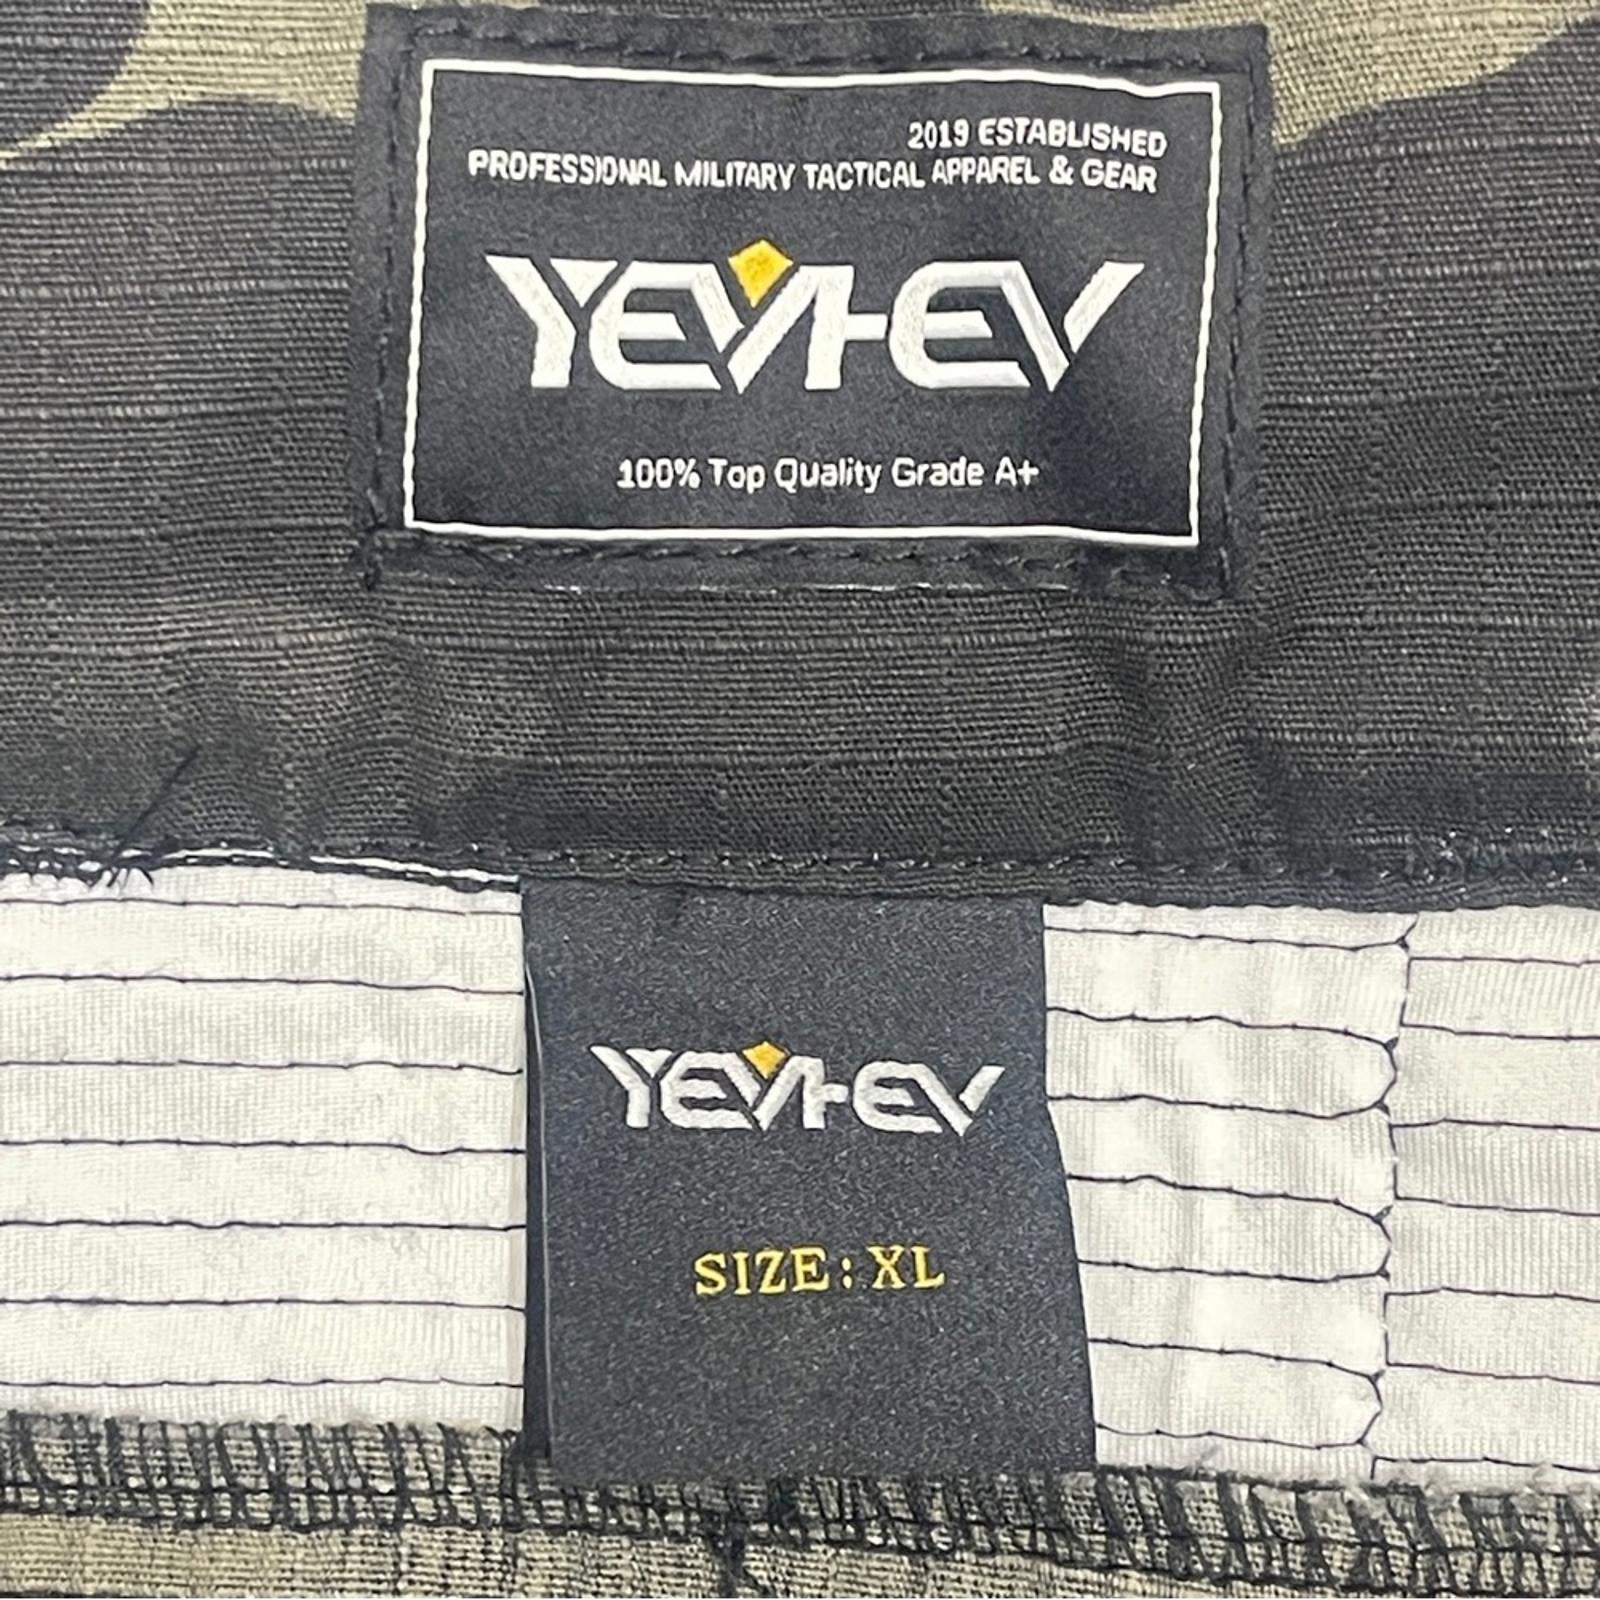 2019 ESTABLISHED
PROFESSIONAL MILITARY TACTICAL APPAREL & GEAR
YEVHEV
100% Top Quality Grade A+
YEVHEV
SIZE: XL